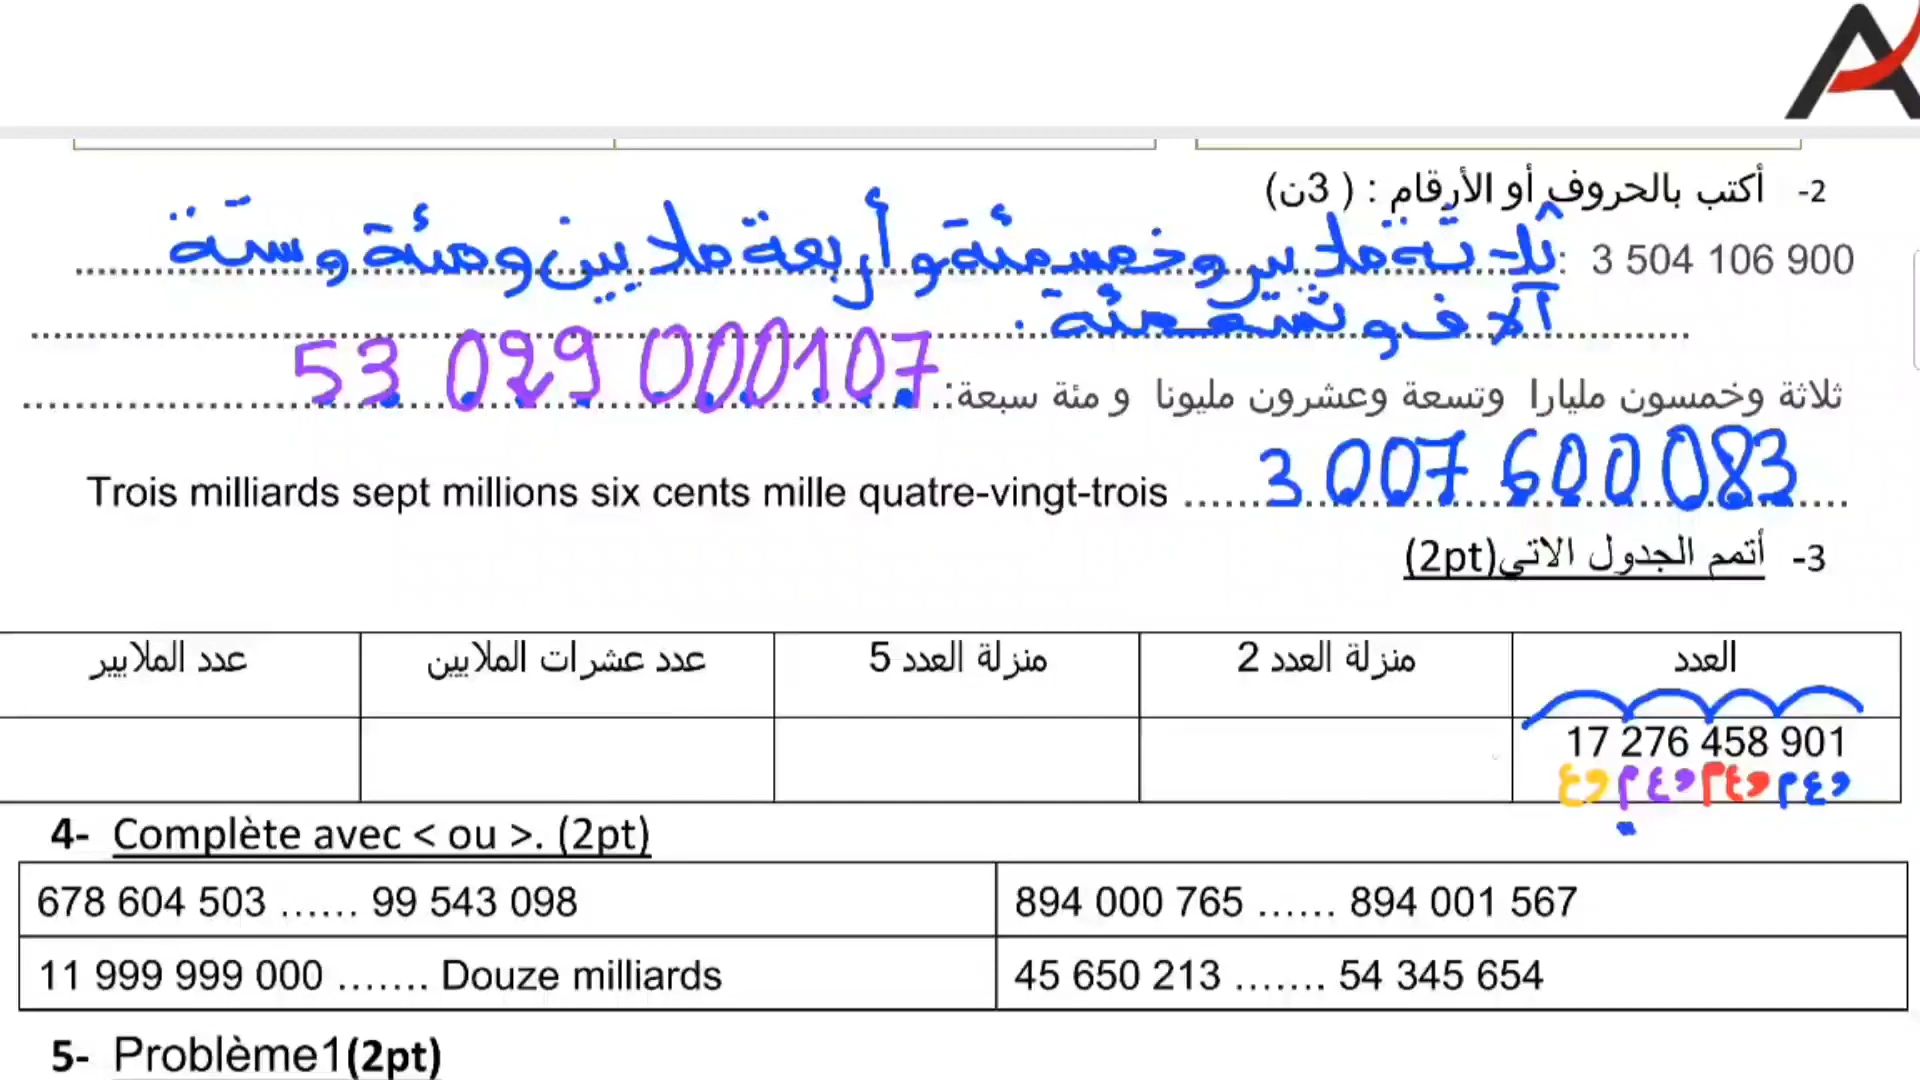 2- أكتب بالحروف أو الأرقام : ( 3ن)
3 504 106 900 : ثلاثة ملايير وخمسمئة وأربعة ملايين ومئة وستة
آلاف وتسعمئة .
ثلاثة وخمسون مليارا وتسعة وعشرون مليونا و مئة سبعة: 53 029 000107
Trois milliards sept millions six cents mille quatre-vingt-trois ...... 3 007 600 083
3- أتمم الجدول الاتي(2pt)
العدد | منزلة العدد 2 | منزلة العدد 5 | عدد عشرات الملايين | عدد الملايير
17 276 458 901
وع م وع م وع م وع
4- Complète avec < ou >. (2pt)
678 604 503 ...... 99 543 098 | 894 000 765 ...... 894 001 567
11 999 999 000 ....... Douze milliards | 45 650 213 ....... 54 345 654
5- Problème1(2pt)